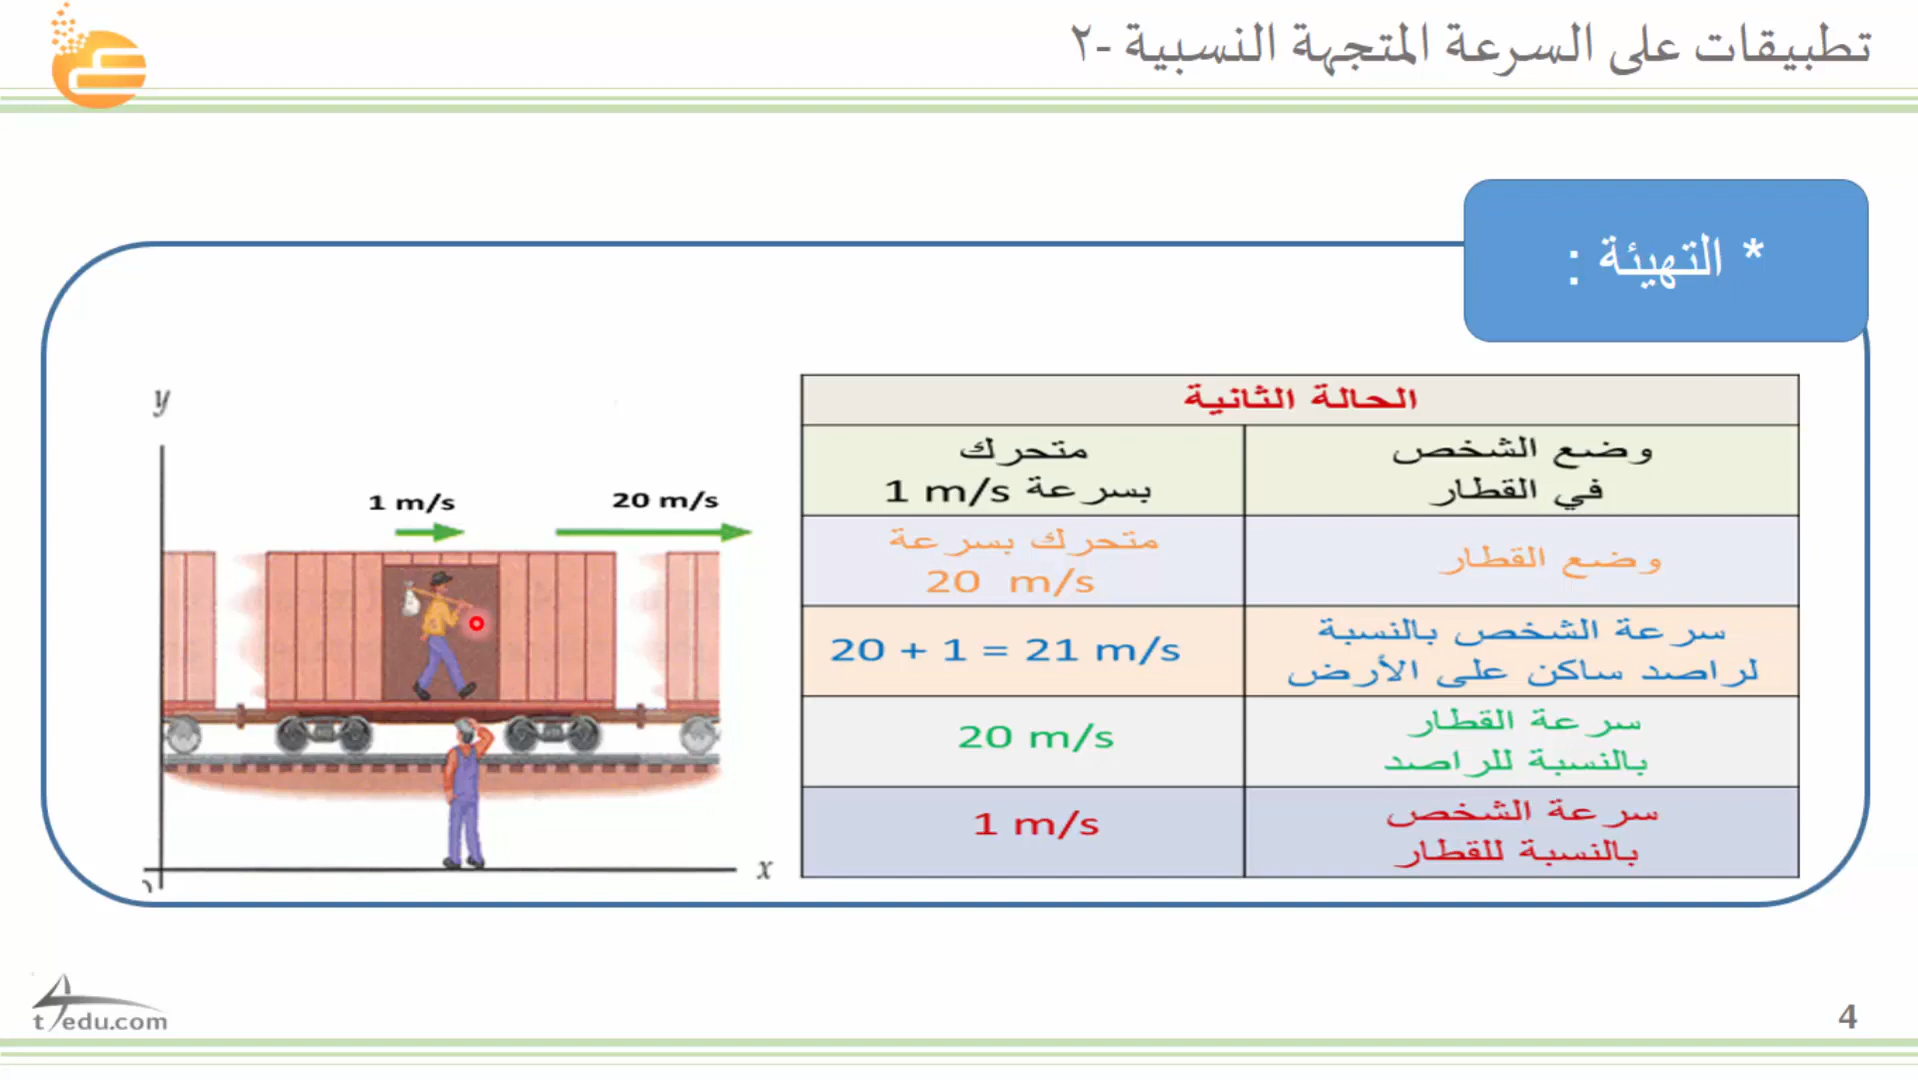 تطبيقات على السرعة المتجهة النسبية -٢
* التهيئة :
الحالة الثانية
وضع الشخص
في القطار
متحرك
بسرعة 1 m/s
وضع القطار
متحرك بسرعة
20 m/s
سرعة الشخص بالنسبة
لراصد ساكن على الأرض
20 + 1 = 21 m/s
سرعة القطار
بالنسبة للراصد
20 m/s
سرعة الشخص
بالنسبة للقطار
1 m/s
y
1 m/s
20 m/s
x
t4edu.com
4